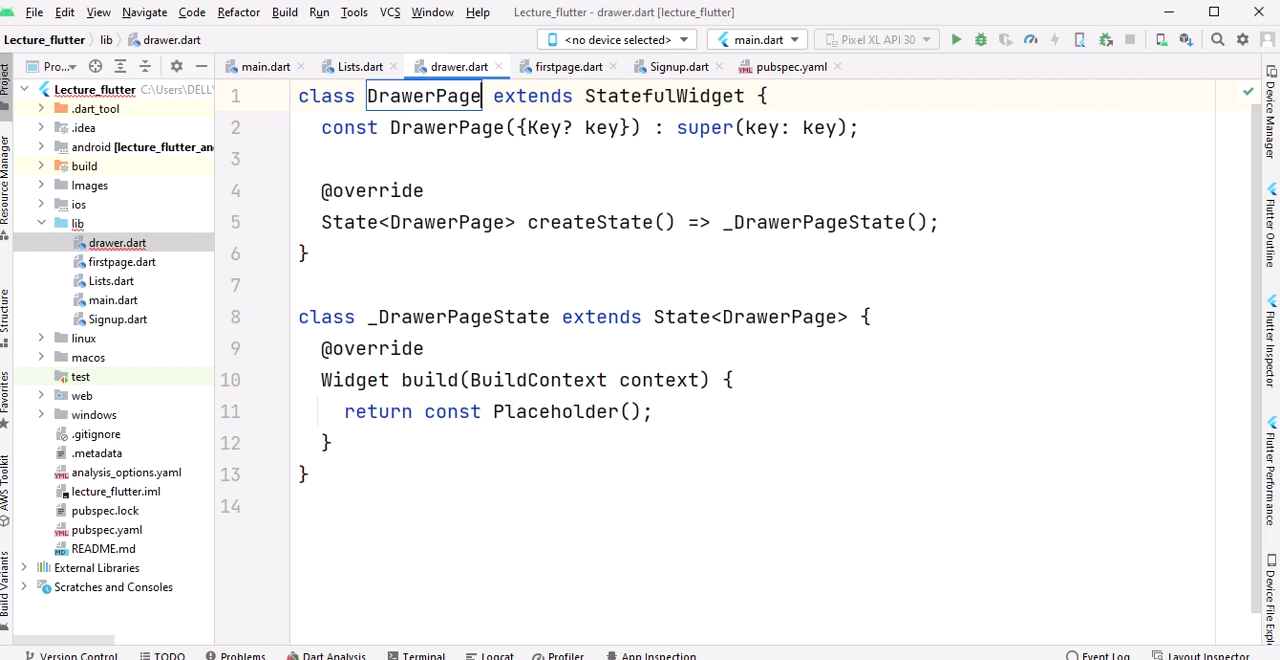 File Edit View Navigate Code Refactor Build Run Tools VCS Window Help Lecture_flutter - drawer.dart [lecture_flutter]
Lecture_flutter lib drawer.dart <no device selected> main.dart Pixel XL API 30
Pro... main.dart Lists.dart drawer.dart firstpage.dart Signup.dart pubspec.yaml
Project
Resource Manager
Structure
Favorites
AWS Toolkit
Build Variants
Lecture_flutter C:\Users\DELL
.dart_tool
.idea
android [lecture_flutter_an
build
Images
ios
lib
drawer.dart
firstpage.dart
Lists.dart
main.dart
Signup.dart
linux
macos
test
web
windows
.gitignore
.metadata
analysis_options.yaml
lecture_flutter.iml
pubspec.lock
pubspec.yaml
README.md
External Libraries
Scratches and Consoles
1 class DrawerPage extends StatefulWidget {
2 const DrawerPage({Key? key}) : super(key: key);
3
4 @override
5 State<DrawerPage> createState() => _DrawerPageState();
6 }
7
8 class _DrawerPageState extends State<DrawerPage> {
9 @override
10 Widget build(BuildContext context) {
11 return const Placeholder();
12 }
13 }
14
Device Manager
Flutter Outline
Flutter Inspector
Flutter Performance
Device File Expl
Version Control TODO Problems Dart Analysis Terminal Logcat Profiler App Inspection Event Log Layout Inspector